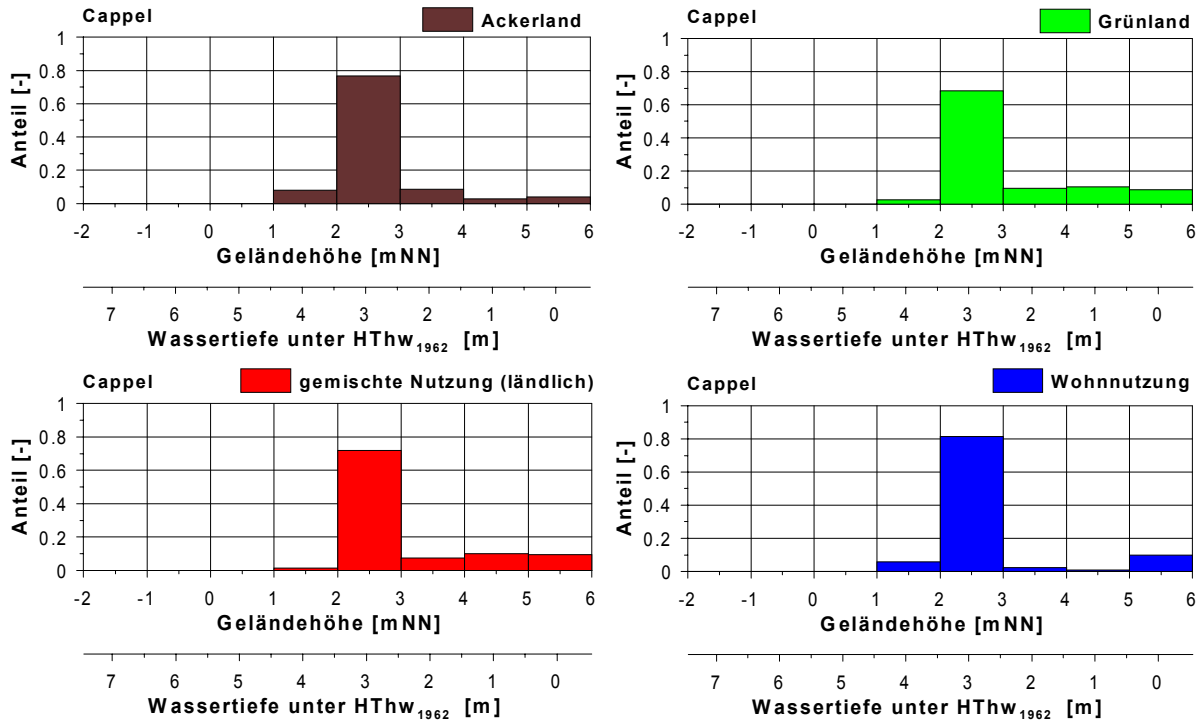 Cappel
Ackerland
Anteil [-]
1
0.8
0.6
0.4
0.2
0
-2 -1 0 1 2 3 4 5 6
Geländehöhe [mNN]
7 6 5 4 3 2 1 0
Wassertiefe unter HThw1962 [m]
Cappel
Grünland
Anteil [-]
1
0.8
0.6
0.4
0.2
0
-2 -1 0 1 2 3 4 5 6
Geländehöhe [mNN]
7 6 5 4 3 2 1 0
Wassertiefe unter HThw1962 [m]
Cappel
gemischte Nutzung (ländlich)
Anteil [-]
1
0.8
0.6
0.4
0.2
0
-2 -1 0 1 2 3 4 5 6
Geländehöhe [mNN]
7 6 5 4 3 2 1 0
Wassertiefe unter HThw1962 [m]
Cappel
Wohnnutzung
Anteil [-]
1
0.8
0.6
0.4
0.2
0
-2 -1 0 1 2 3 4 5 6
Geländehöhe [mNN]
7 6 5 4 3 2 1 0
Wassertiefe unter HThw1962 [m]